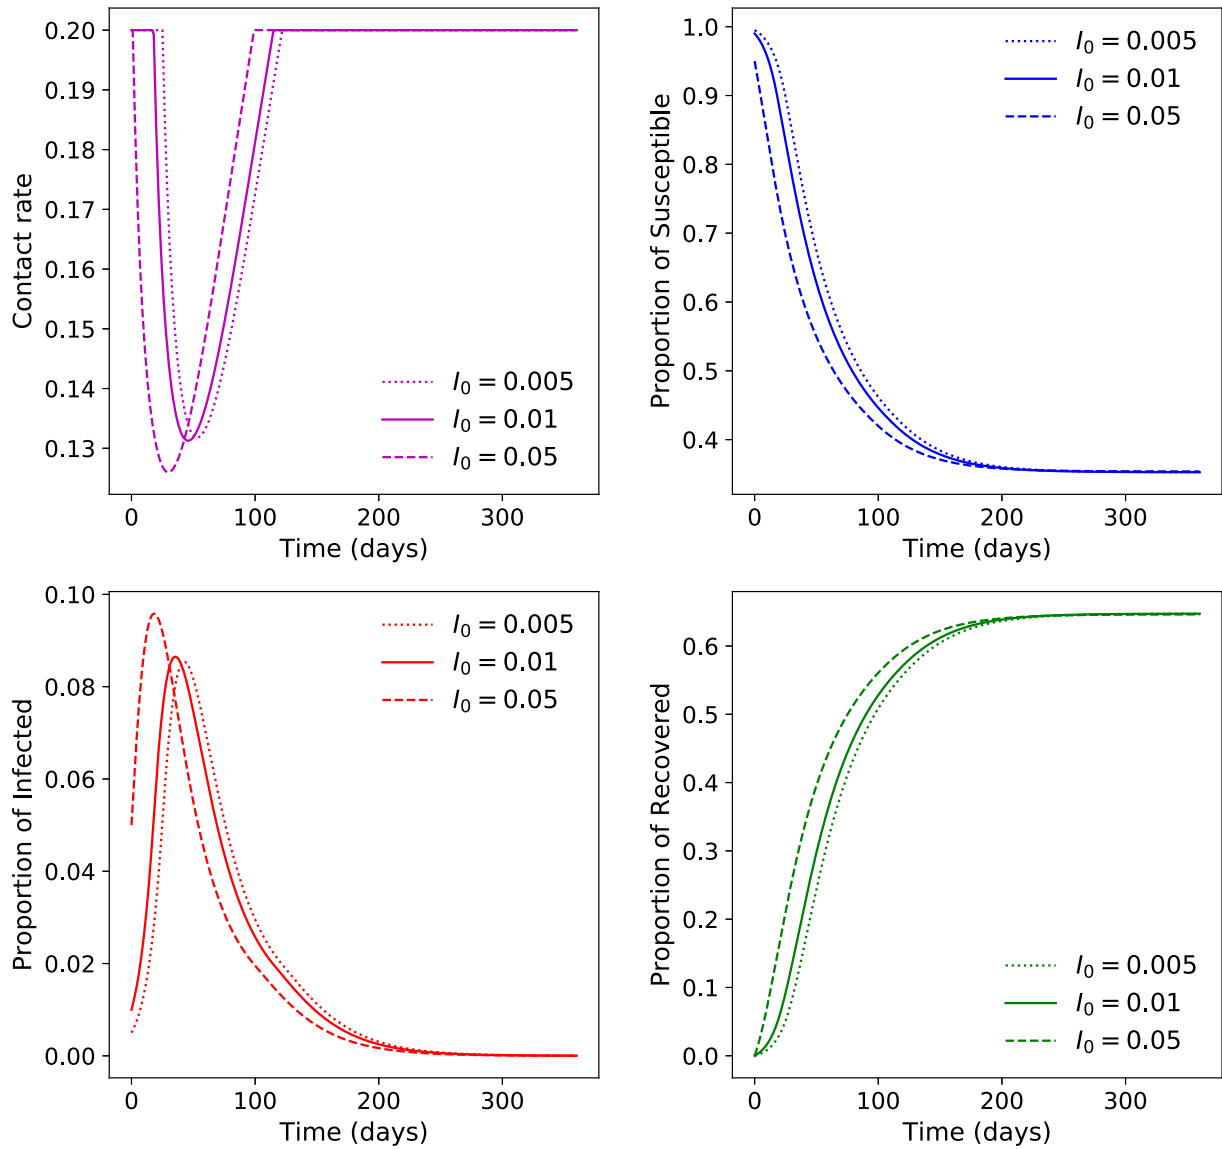 Contact rate
0.20
0.19
0.18
0.17
0.16
0.15
0.14
0.13
I₀ = 0.005
I₀ = 0.01
I₀ = 0.05
0 100 200 300
Time (days)
Proportion of Susceptible
1.0
0.9
0.8
0.7
0.6
0.5
0.4
I₀ = 0.005
I₀ = 0.01
I₀ = 0.05
0 100 200 300
Time (days)
Proportion of Infected
0.10
0.08
0.06
0.04
0.02
0.00
I₀ = 0.005
I₀ = 0.01
I₀ = 0.05
0 100 200 300
Time (days)
Proportion of Recovered
0.6
0.5
0.4
0.3
0.2
0.1
0.0
I₀ = 0.005
I₀ = 0.01
I₀ = 0.05
0 100 200 300
Time (days)